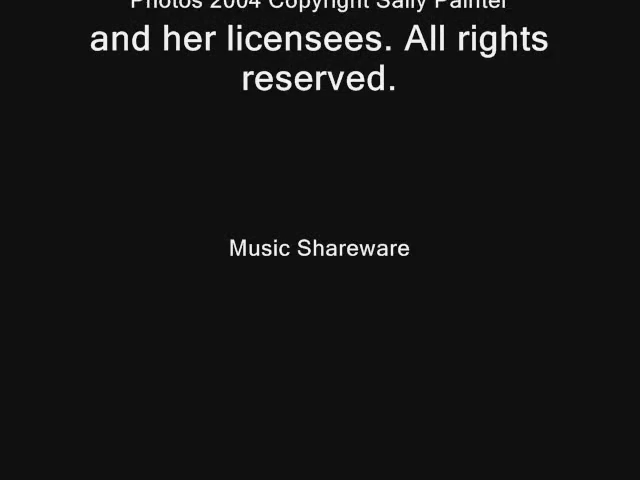 Photos 2004 Copyright Sally Painter
and her licensees. All rights
reserved.
Music Shareware